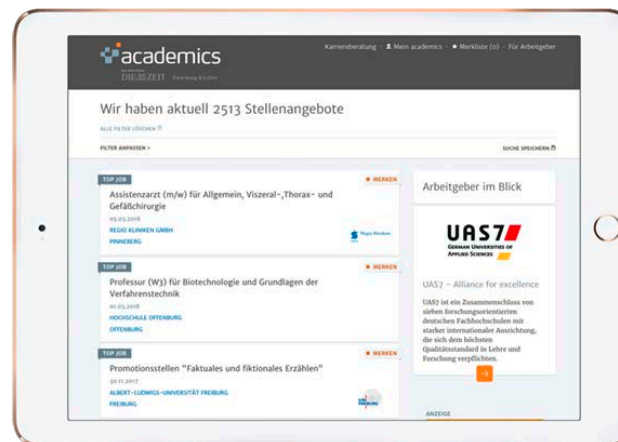 academics
Karriereberatung Mein academics Merkliste (0) Für Arbeitgeber
DIE ZEIT Forschung & Lehre
Wir haben aktuell 2513 Stellenangebote
ALLE FILTER LÖSCHEN
FILTER ANPASSEN
SUCHE SPEICHERN
TOP JOB
MERKEN
Assistenzarzt (m/w) für Allgemein, Viszeral-,Thorax- und
Gefäßchirurgie
05.03.2018
REGIO KLINIKEN GMBH
PINNEBERG
Regio Kliniken
TOP JOB
MERKEN
Professur (W3) für Biotechnologie und Grundlagen der
Verfahrenstechnik
01.03.2018
HOCHSCHULE OFFENBURG
OFFENBURG
TOP JOB
MERKEN
Promotionsstellen "Faktuales und fiktionales Erzählen"
30.11.2017
ALBERT-LUDWIGS-UNIVERSITÄT FREIBURG
FREIBURG
Arbeitgeber im Blick
UAS7
GERMAN UNIVERSITIES OF
APPLIED SCIENCES
UAS7 - Alliance for excellence
UAS7 ist ein Zusammenschluss von
sieben forschungsorientierten
deutschen Fachhochschulen mit
starker internationaler Ausrichtung,
die sich dem höchsten
Qualitätsstandard in Lehre und
Forschung verpflichten.
ANZEIGE